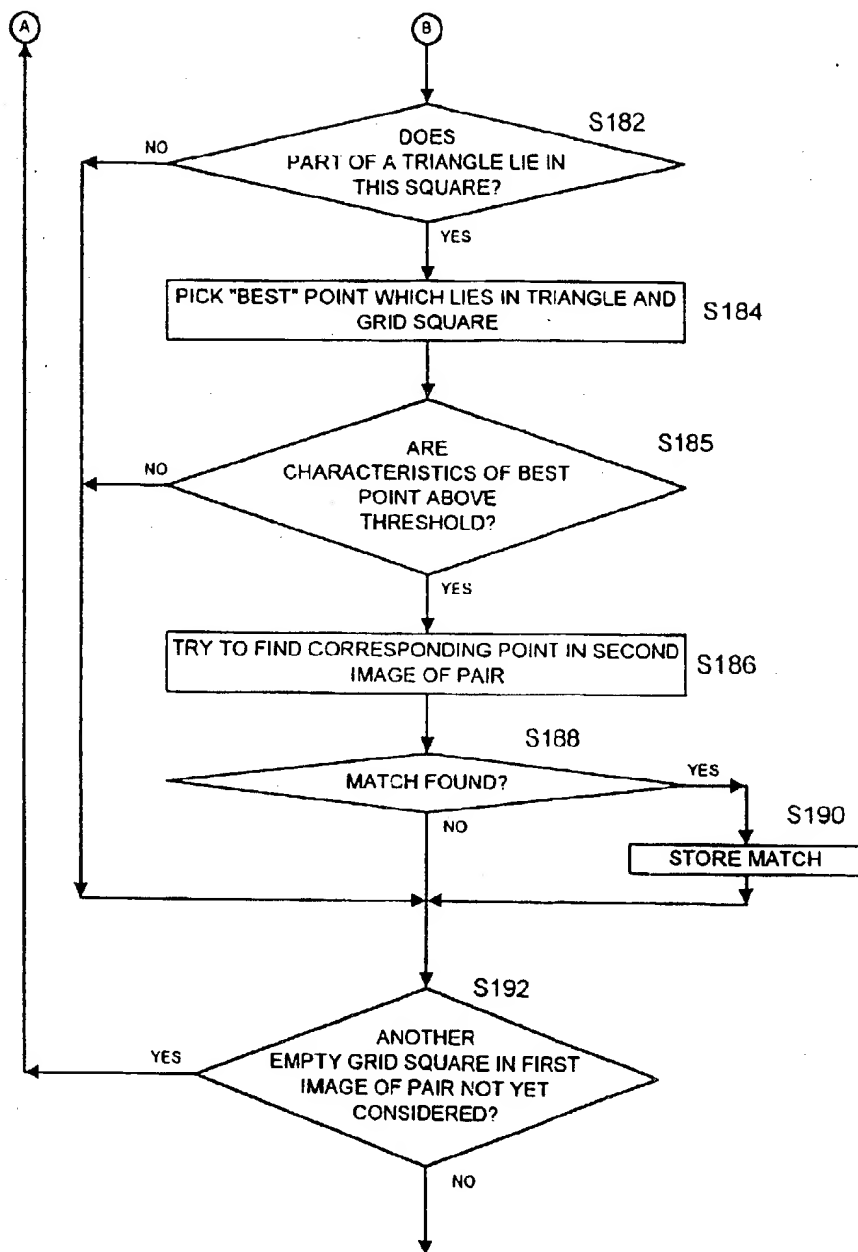 A
B
S182
DOES
PART OF A TRIANGLE LIE IN
THIS SQUARE?
NO
YES
PICK "BEST" POINT WHICH LIES IN TRIANGLE AND
GRID SQUARE
S184
S185
ARE
CHARACTERISTICS OF BEST
POINT ABOVE
THRESHOLD?
NO
YES
TRY TO FIND CORRESPONDING POINT IN SECOND
IMAGE OF PAIR
S186
S188
MATCH FOUND?
YES
NO
S190
STORE MATCH
S192
ANOTHER
EMPTY GRID SQUARE IN FIRST
IMAGE OF PAIR NOT YET
CONSIDERED?
YES
NO